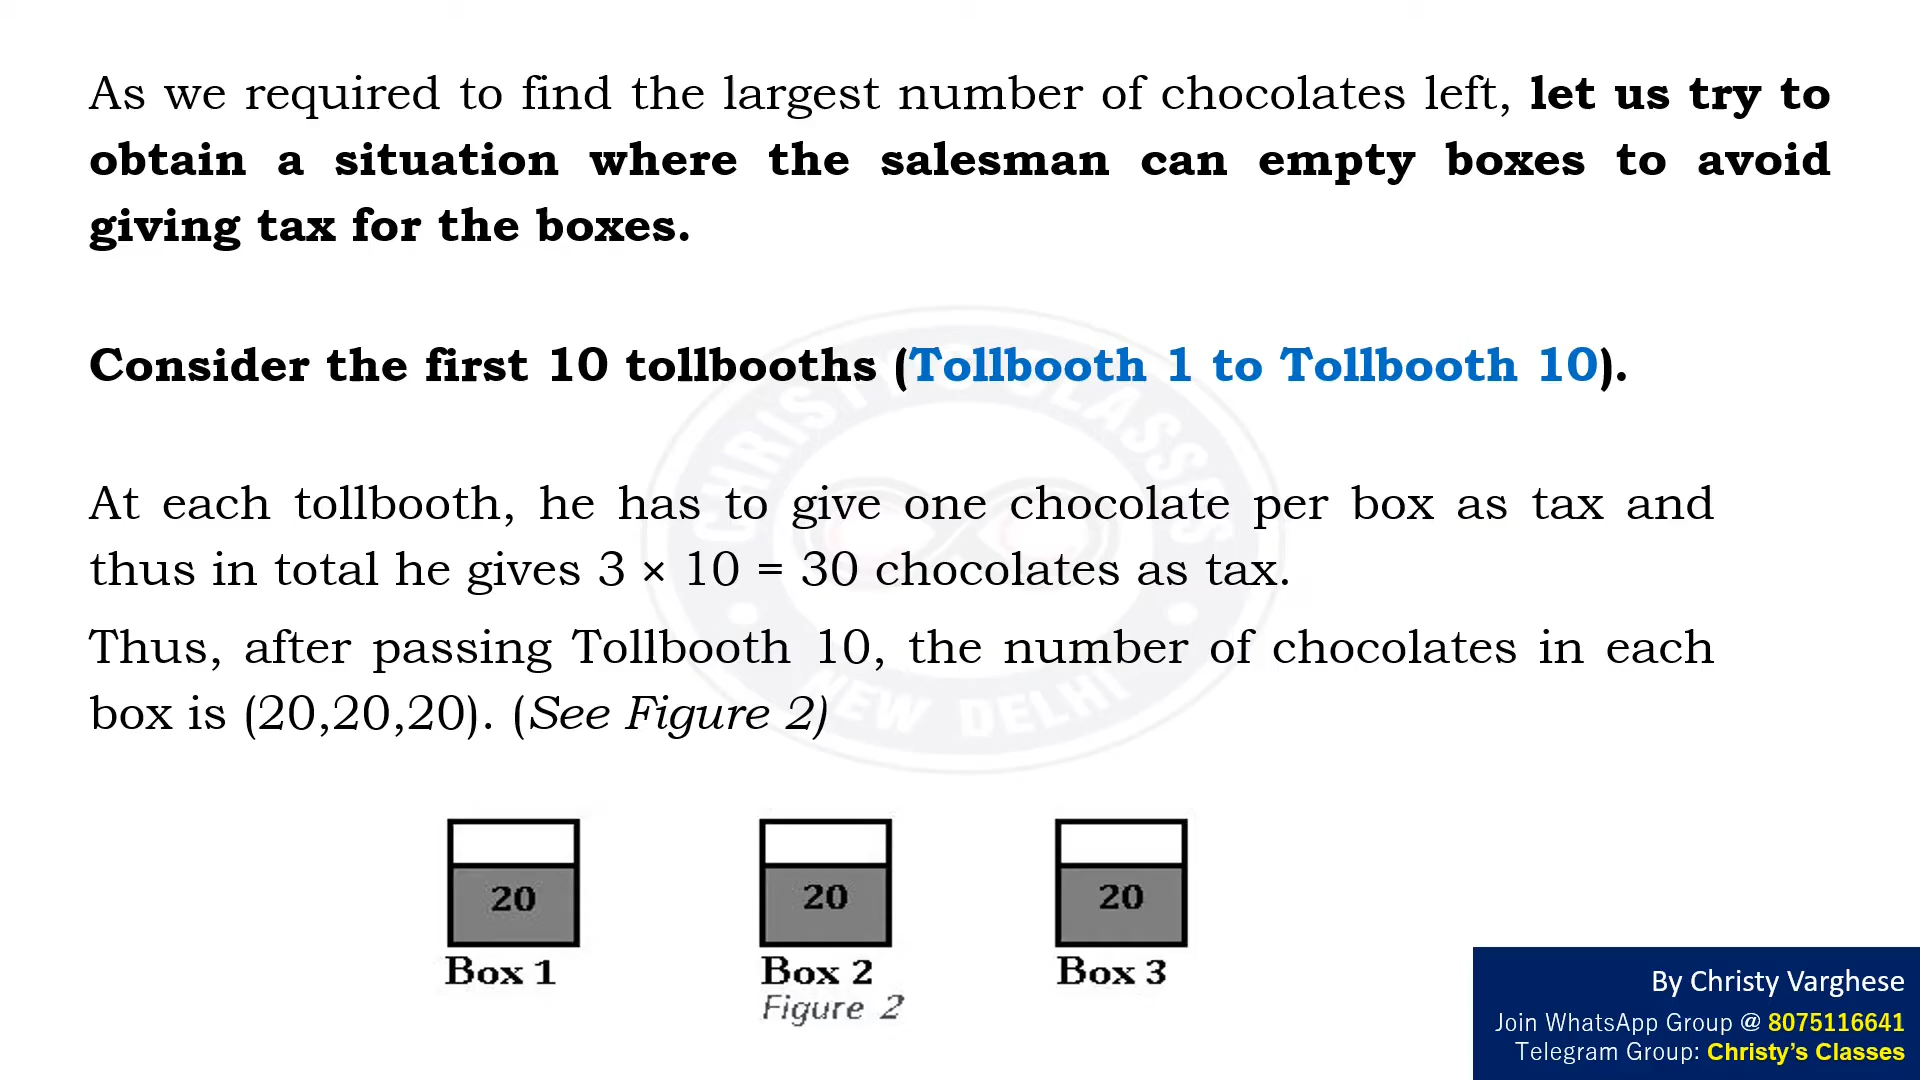 As we required to find the largest number of chocolates left, let us try to
obtain a situation where the salesman can empty boxes to avoid
giving tax for the boxes.
Consider the first 10 tollbooths (Tollbooth 1 to Tollbooth 10).
At each tollbooth, he has to give one chocolate per box as tax and
thus in total he gives 3 × 10 = 30 chocolates as tax.
Thus, after passing Tollbooth 10, the number of chocolates in each
box is (20,20,20). (See Figure 2)
CHRISTY'S CLASSES
NEW DELHI
20
20
20
Box 1
Box 2
Box 3
Figure 2
By Christy Varghese
Join WhatsApp Group @ 8075116641
Telegram Group: Christy's Classes